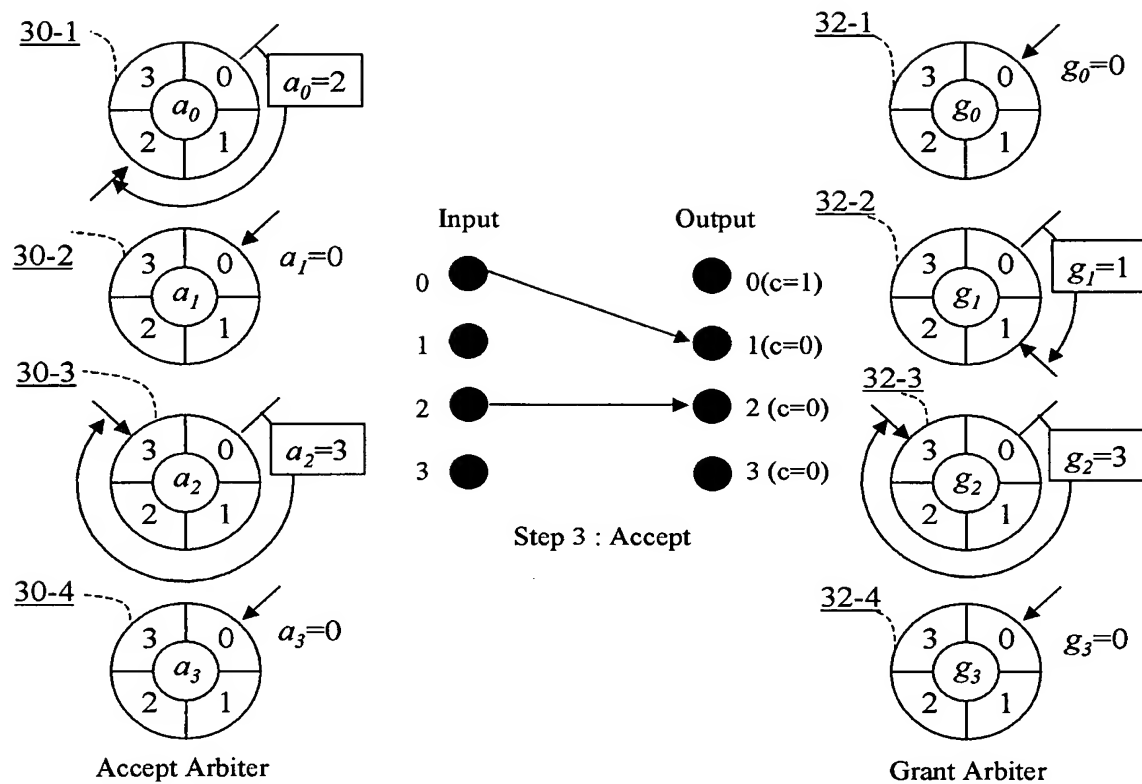 30-1
3 0
a0
2 1
a0=2
30-2
3 0
a1
2 1
a1=0
30-3
3 0
a2
2 1
a2=3
30-4
3 0
a3
2 1
a3=0
Accept Arbiter
Input Output
0 0(c=1)
1 1(c=0)
2 2 (c=0)
3 3 (c=0)
Step 3 : Accept
32-1
3 0
g0
2 1
g0=0
32-2
3 0
g1
2 1
g1=1
32-3
3 0
g2
2 1
g2=3
32-4
3 0
g3
2 1
g3=0
Grant Arbiter